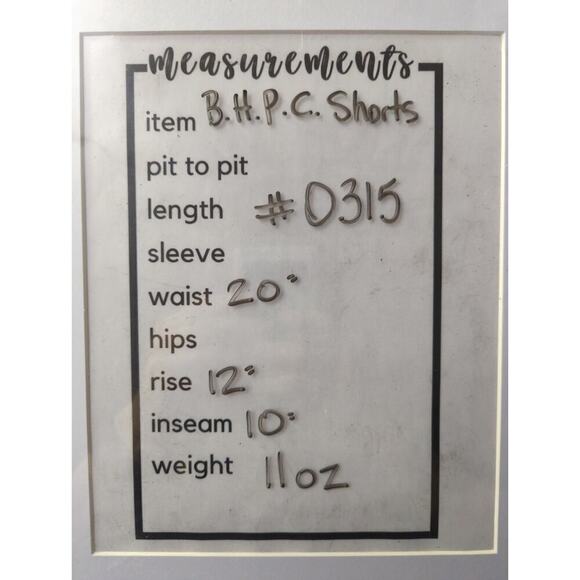 measurements
item B.H.P.C. Shorts
pit to pit
length #0315
sleeve
waist 20"
hips
rise 12"
inseam 10"
weight 11oz